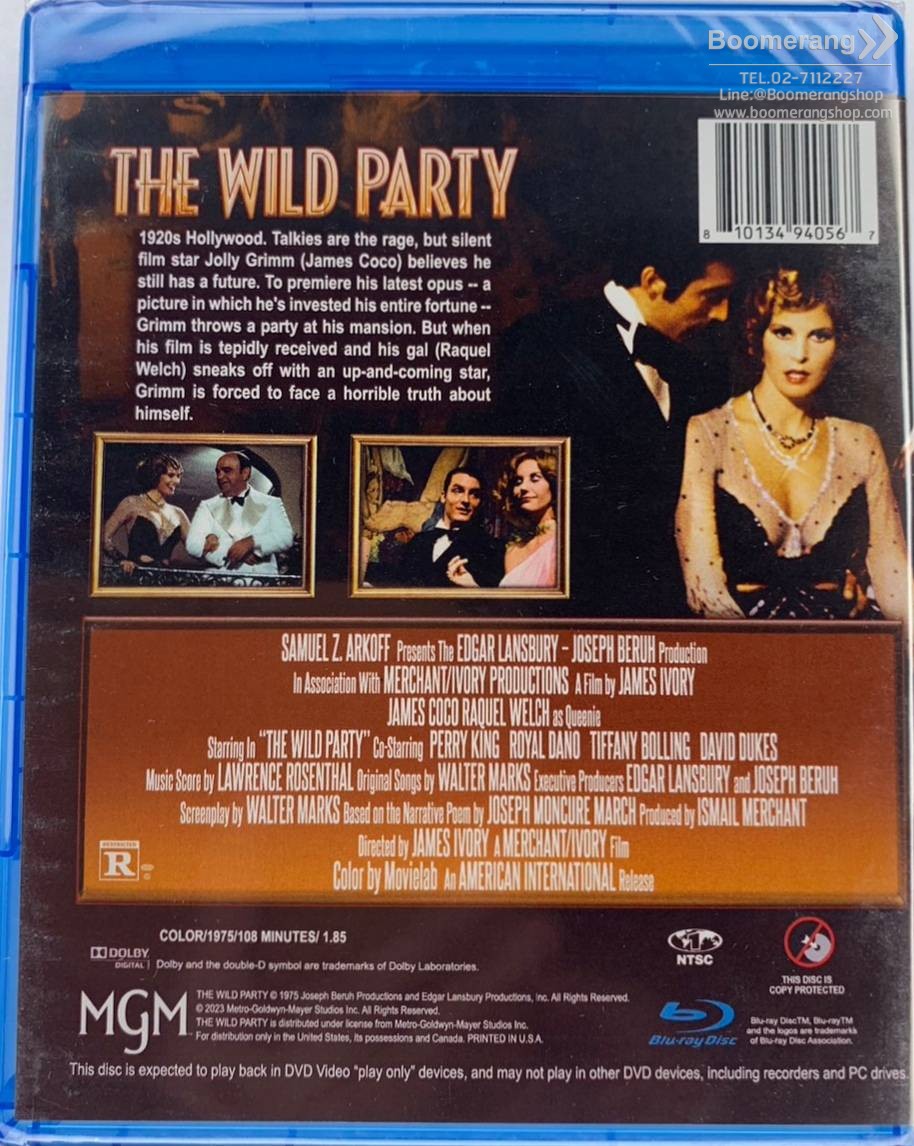 Boomerang
TEL.02-7112227
Line:@Boomerangshop
www.boomerangshop.com
8 10134 94056 7
THE WILD PARTY
1920s Hollywood. Talkies are the rage, but silent
film star Jolly Grimm (James Coco) believes he
still has a future. To premiere his latest opus -- a
picture in which he's invested his entire fortune --
Grimm throws a party at his mansion. But when
his film is tepidly received and his gal (Raquel
Welch) sneaks off with an up-and-coming star,
Grimm is forced to face a horrible truth about
himself.
SAMUEL Z. ARKOFF Presents The EDGAR LANSBURY - JOSEPH BERUH Production
In Association With MERCHANT/IVORY PRODUCTIONS A Film by JAMES IVORY
JAMES COCO RAQUEL WELCH as Queenie
Starring In "THE WILD PARTY" Co-Starring PERRY KING ROYAL DANO TIFFANY BOLLING DAVID DUKES
Music Score by LAWRENCE ROSENTHAL Original Songs by WALTER MARKS Executive Producers EDGAR LANSBURY and JOSEPH BERUH
Screenplay by WALTER MARKS Based on the Narrative Poem by JOSEPH MONCURE MARCH Produced by ISMAIL MERCHANT
Directed by JAMES IVORY A MERCHANT/IVORY Film
Color by Movielab An AMERICAN INTERNATIONAL Release
RESTRICTED
R
COLOR/1975/108 MINUTES/ 1.85
DOLBY
DIGITAL
Dolby and the double-D symbol are trademarks of Dolby Laboratories.
1
NTSC
THIS DISC IS
COPY PROTECTED
MGM
THE WILD PARTY © 1975 Joseph Beruh Productions and Edgar Lansbury Productions, Inc. All Rights Reserved.
© 2023 Metro-Goldwyn-Mayer Studios Inc. All Rights Reserved.
THE WILD PARTY is distributed under license from Metro-Goldwyn-Mayer Studios Inc.
For distribution only in the United States, its possessions and Canada. PRINTED IN U.S.A.
Blu-ray Disc
Blu-ray DiscTM, Blu-rayTM
and the logos are trademarks
of Blu-ray Disc Association.
This disc is expected to play back in DVD Video "play only" devices, and may not play in other DVD devices, including recorders and PC drives.